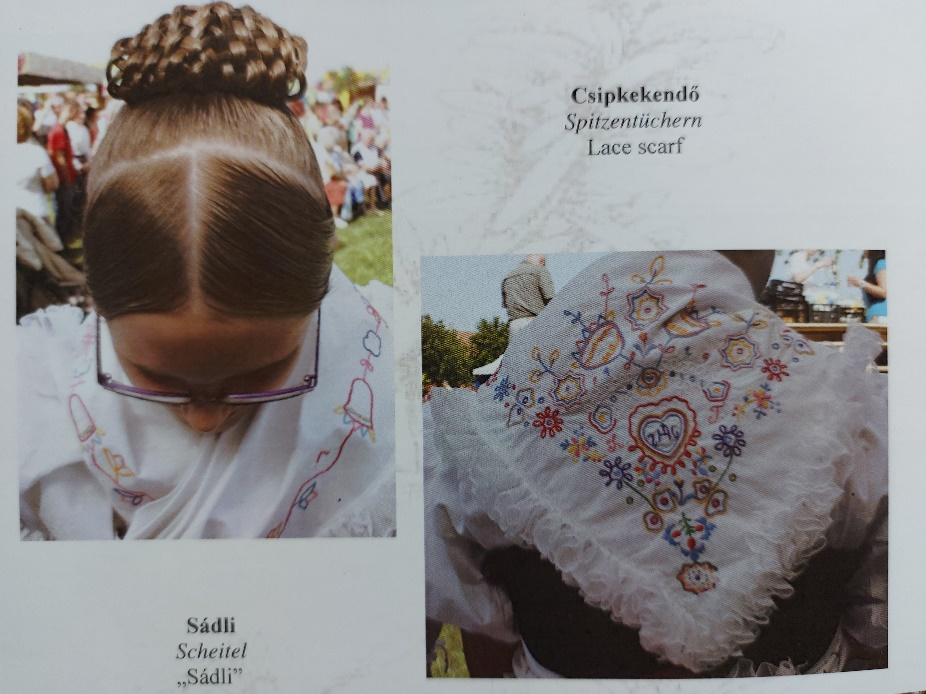 Csipkekendő
Spitzentüchern
Lace scarf
Sádli
Scheitel
„Sádli”